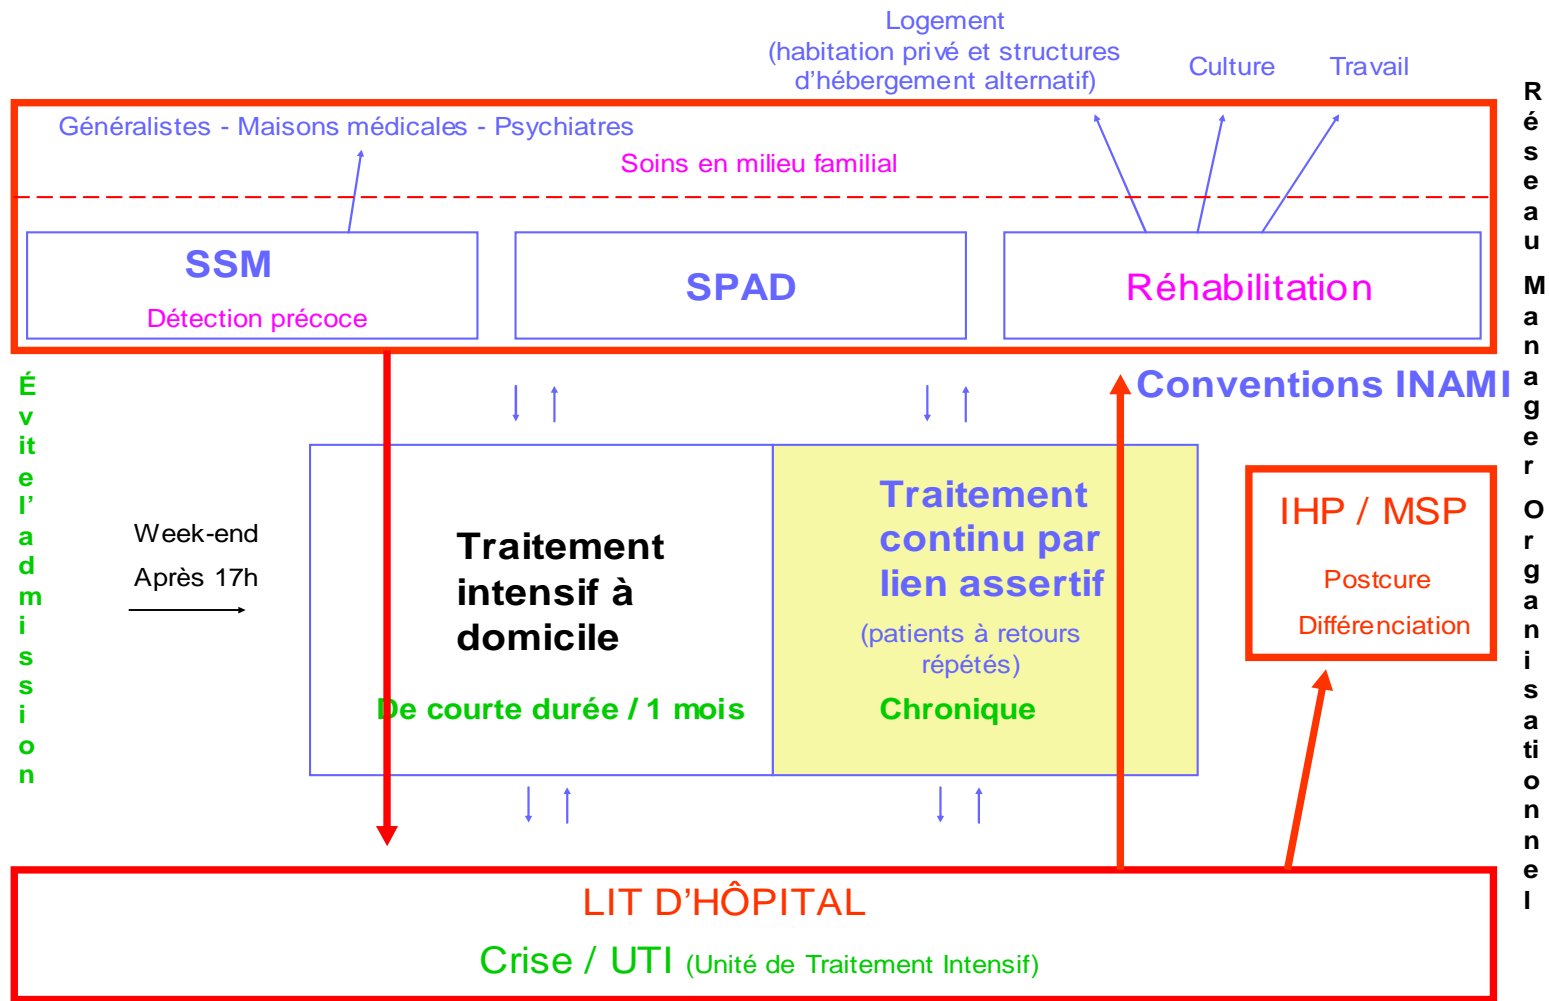 Logement
(habitation privé et structures
d'hébergement alternatif)
Culture
Travail
Généralistes - Maisons médicales - Psychiatres
Soins en milieu familial
SSM
Détection précoce
SPAD
Réhabilitation
Conventions INAMI
Évite l’admission
Week-end
Après 17h
Traitement
intensif à
domicile
De courte durée / 1 mois
Traitement
continu par
lien assertif
(patients à retours
répétés)
Chronique
IHP / MSP
Postcure
Différenciation
Réseau Manager Organisationnel
LIT D’HÔPITAL
Crise / UTI (Unité de Traitement Intensif)